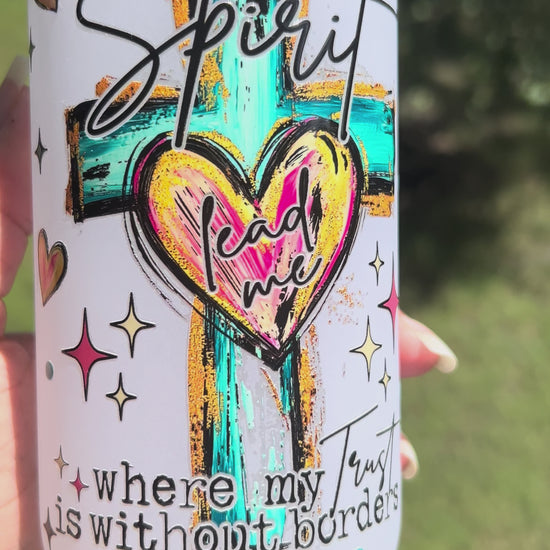 Spirit
lead
me
where my Trust
is without borders